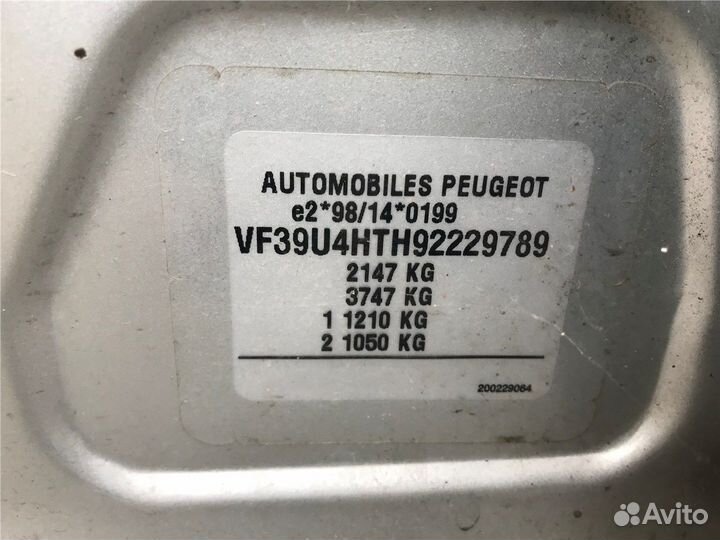 AUTOMOBILES PEUGEOT
e2*98/14*0199
VF39U4HTH92229789
2147 KG
3747 KG
1 1210 KG
2 1050 KG
200229064
Avito